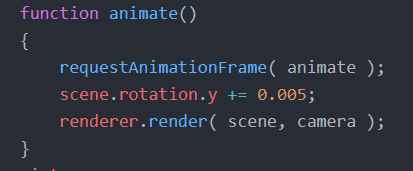 function animate()
{
    requestAnimationFrame( animate );
    scene.rotation.y += 0.005;
    renderer.render( scene, camera );
}